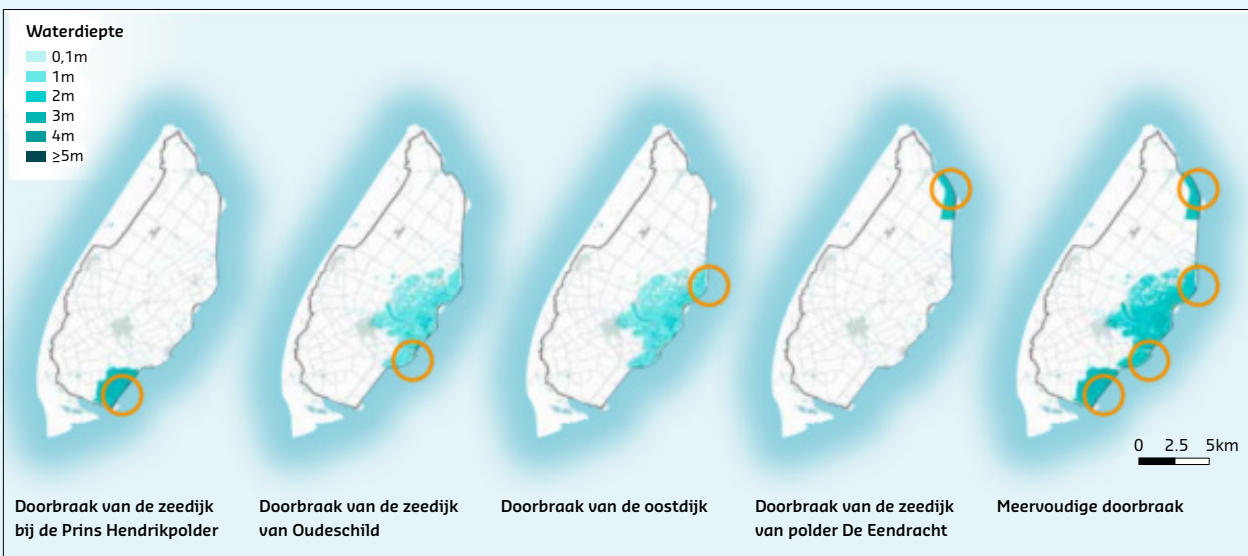 Waterdiepte
0,1m
1m
2m
3m
4m
≥5m
0 2.5 5km
Doorbraak van de zeedijk
bij de Prins Hendrikpolder
Doorbraak van de zeedijk
van Oudeschild
Doorbraak van de oostdijk
Doorbraak van de zeedijk
van polder De Eendracht
Meervoudige doorbraak